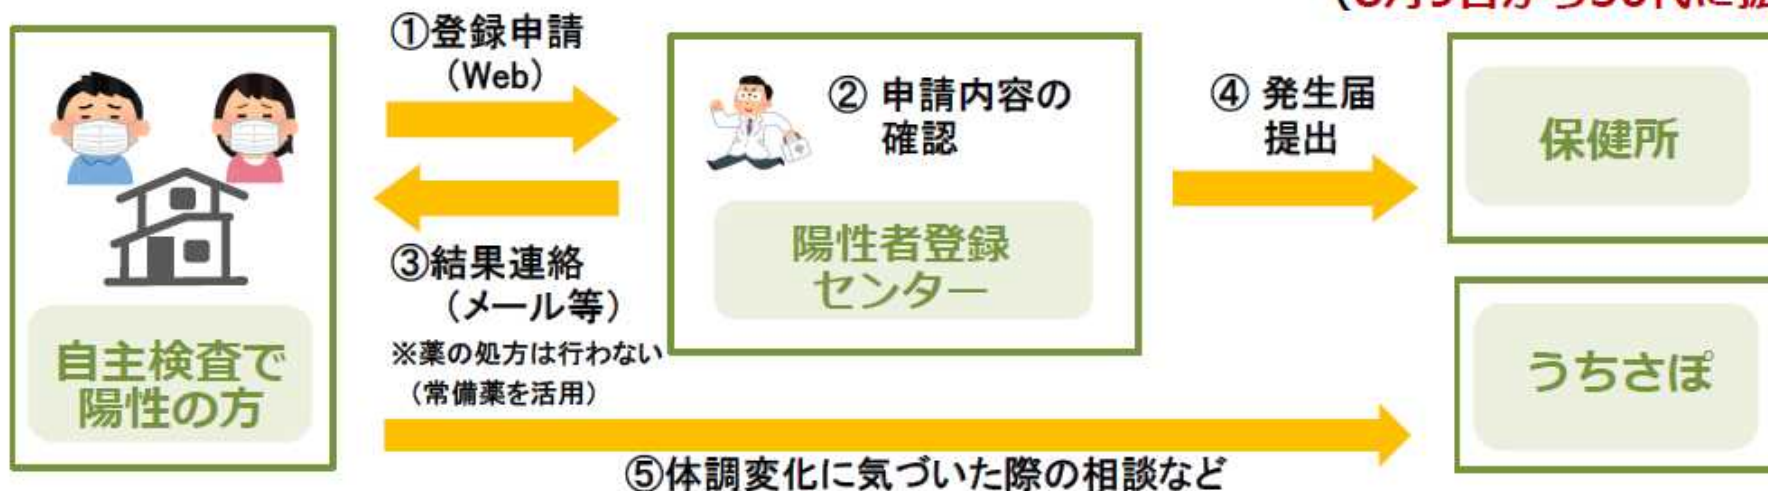 ①登録申請
（Web）
② 申請内容の
確認
④ 発生届
提出
保健所
陽性者登録
センター
③結果連絡
（メール等）
※薬の処方は行わない
（常備薬を活用）
自主検査で
陽性の方
うちさぽ
⑤体調変化に気づいた際の相談など